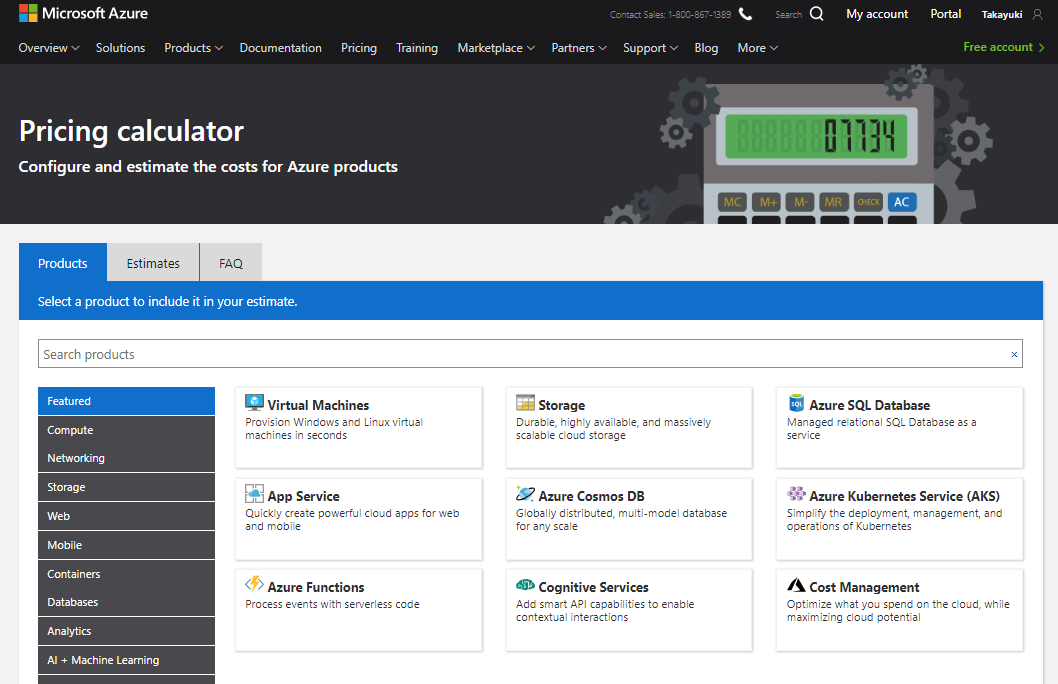 Microsoft Azure
Contact Sales: 1-800-867-1389
Search
My account
Portal
Takayuki
Overview
Solutions
Products
Documentation
Pricing
Training
Marketplace
Partners
Support
Blog
More
Free account
Pricing calculator
Configure and estimate the costs for Azure products
07734
MC
M+
M-
MR
CHECK
AC
Products
Estimates
FAQ
Select a product to include it in your estimate.
Search products
×
Featured
Compute
Networking
Storage
Web
Mobile
Containers
Databases
Analytics
AI + Machine Learning
Virtual Machines
Provision Windows and Linux virtual
machines in seconds
Storage
Durable, highly available, and massively
scalable cloud storage
SQL
Azure SQL Database
Managed relational SQL Database as a
service
App Service
Quickly create powerful cloud apps for web
and mobile
Azure Cosmos DB
Globally distributed, multi-model database
for any scale
Azure Kubernetes Service (AKS)
Simplify the deployment, management, and
operations of Kubernetes
Azure Functions
Process events with serverless code
Cognitive Services
Add smart API capabilities to enable
contextual interactions
Cost Management
Optimize what you spend on the cloud, while
maximizing cloud potential